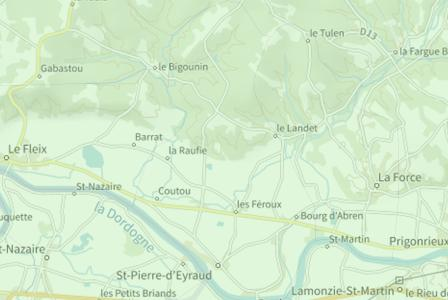 le Tulen
D13
la Fargue B
Gabastou
le Bigounin
Barrat
le Landet
Le Fleix
la Raufie
La Force
St-Nazaire
Coutou
les Féroux
uquette
la Dordogne
Bourg d'Abren
St-Martin
Prigonrieux
t-Nazaire
St-Pierre-d'Eyraud
les Petits Briands
Lamonzie-St-Martin
le Rieu d